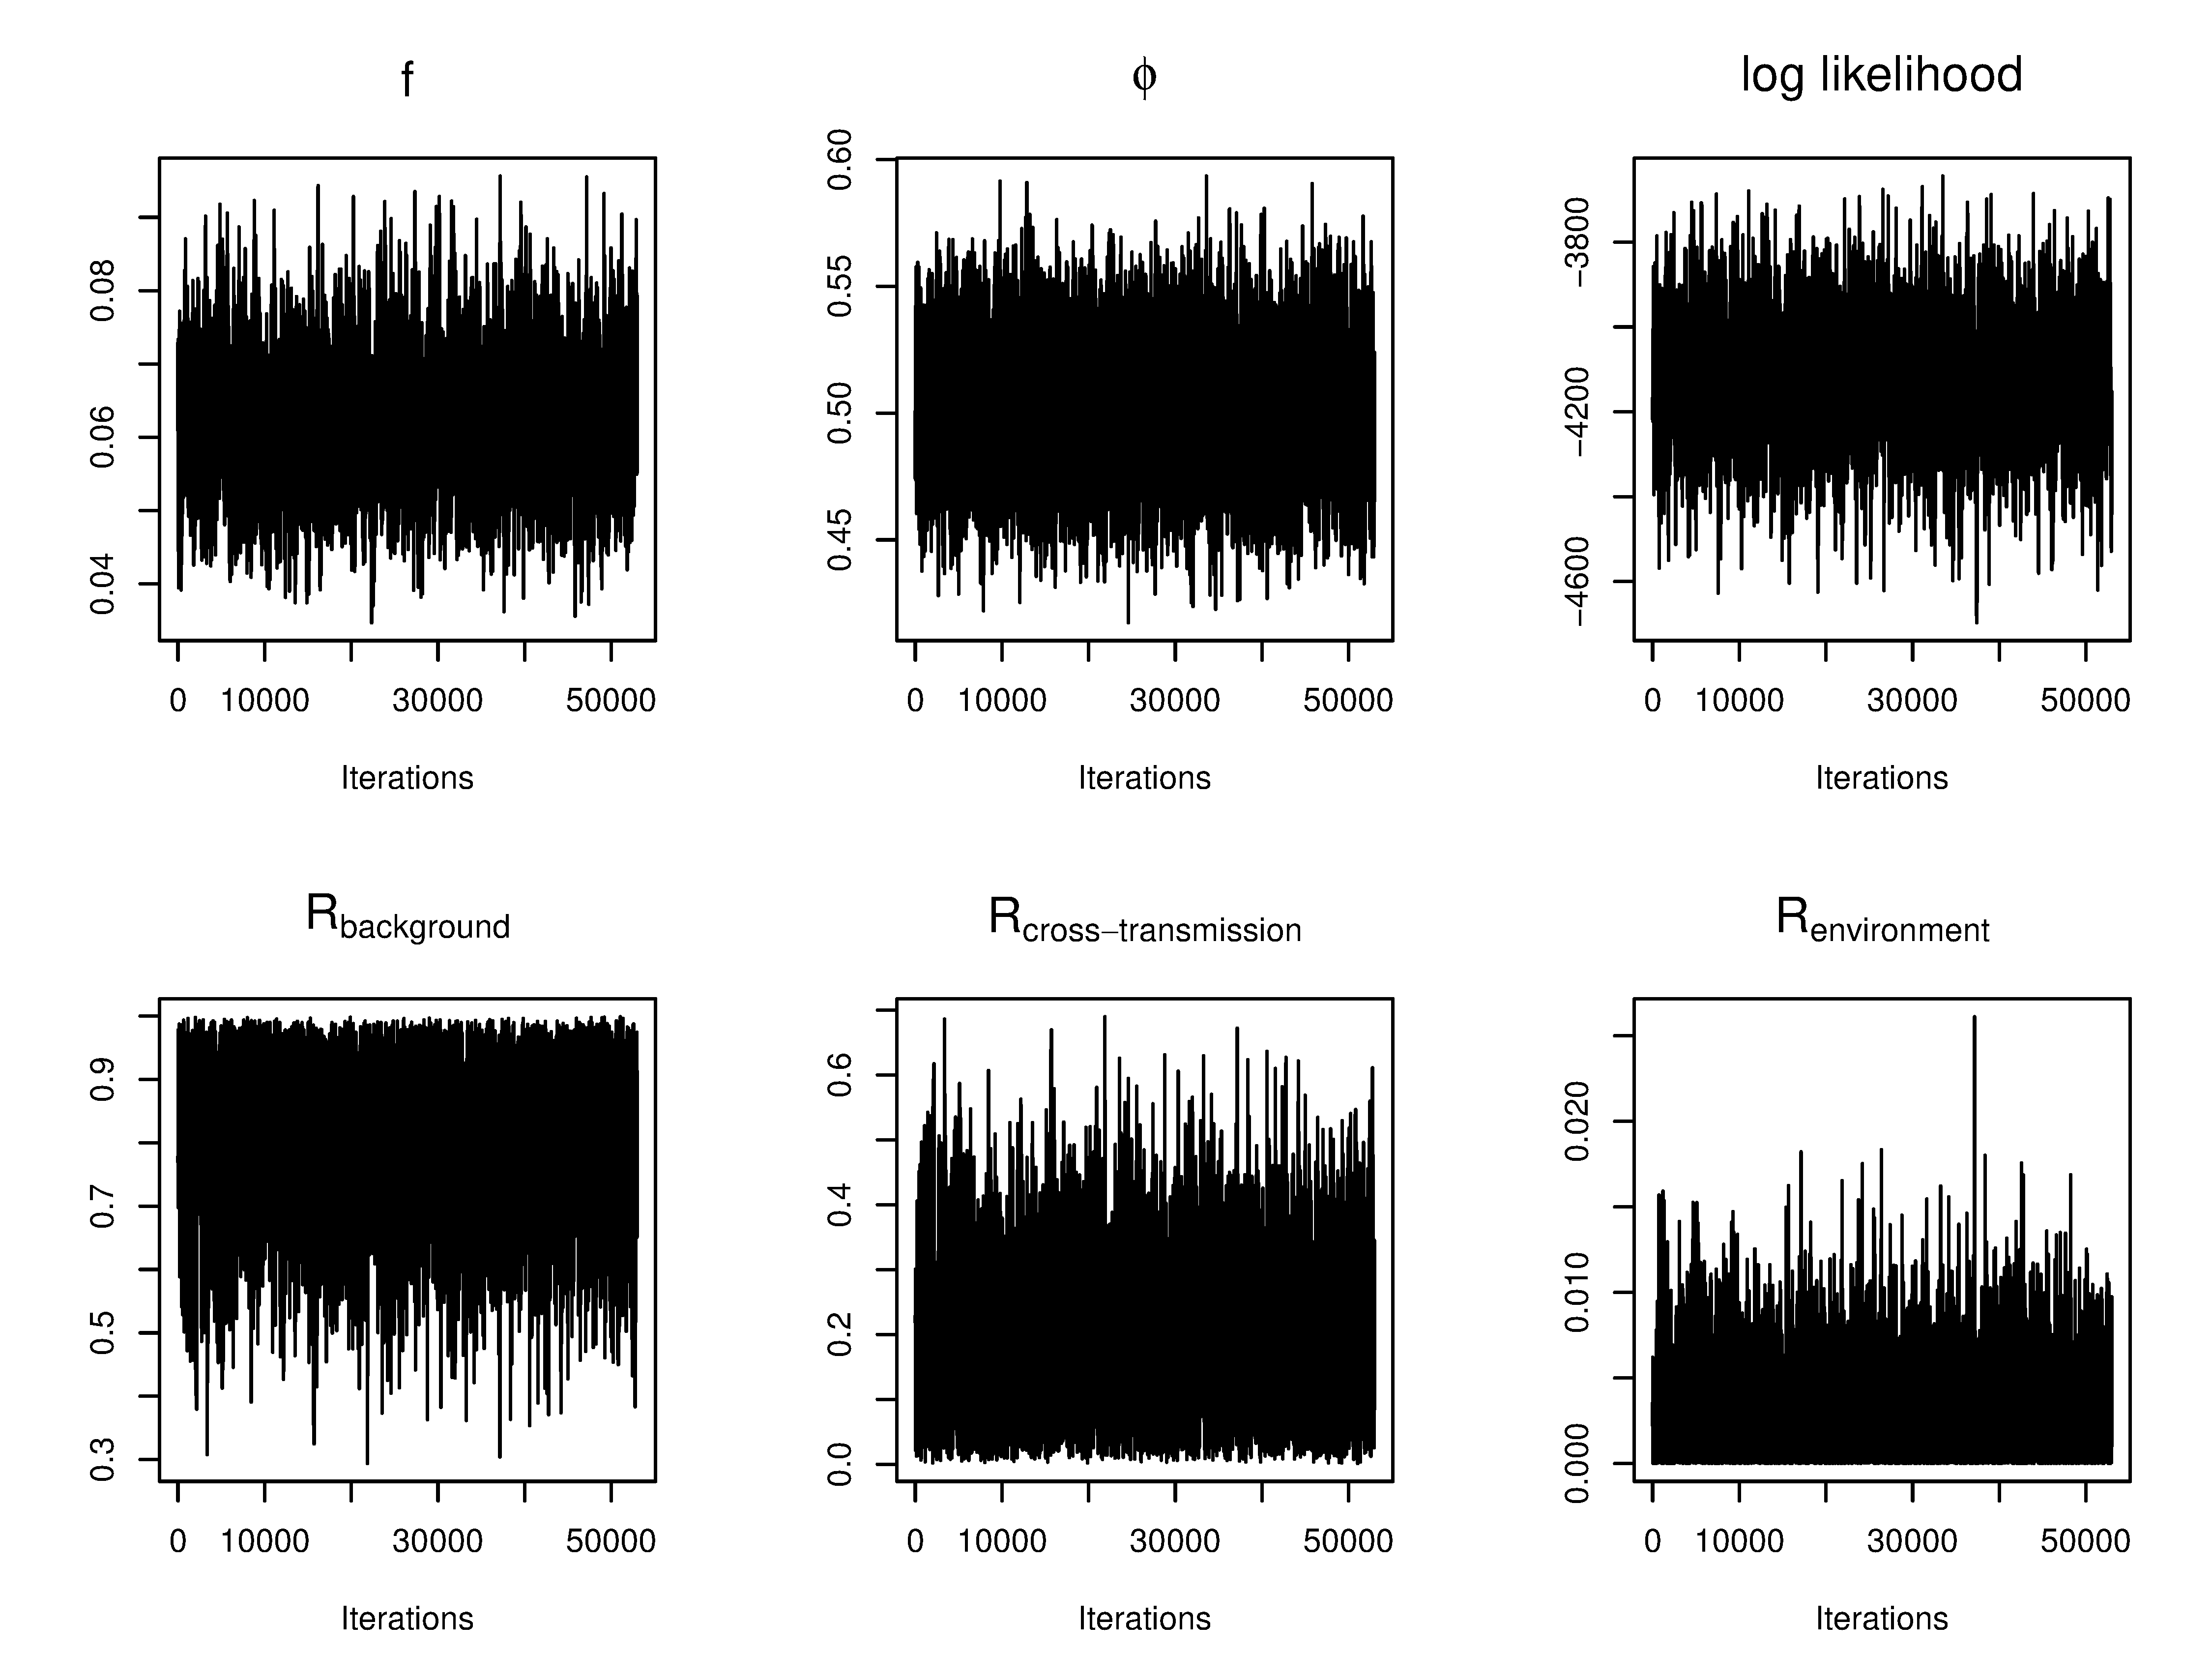 f
0.04 0.06 0.08
0 10000 30000 50000
Iterations
ϕ
0.45 0.50 0.55 0.60
0 10000 30000 50000
Iterations
log likelihood
−4600 −4200 −3800
0 10000 30000 50000
Iterations
Rbackground
0.3 0.5 0.7 0.9
0 10000 30000 50000
Iterations
Rcross−transmission
0.0 0.2 0.4 0.6
0 10000 30000 50000
Iterations
Renvironment
0.000 0.010 0.020
0 10000 30000 50000
Iterations